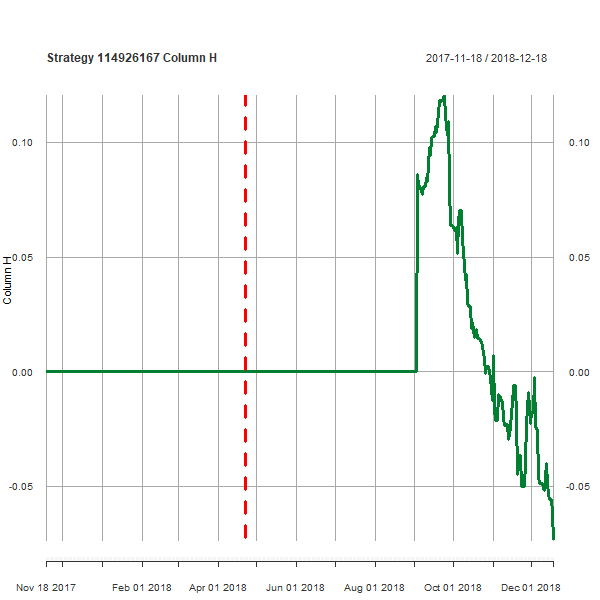 Strategy 114926167 Column H
2017-11-18 / 2018-12-18
0.10 0.10
0.05 0.05
Column H
0.00 0.00
-0.05 -0.05
Nov 18 2017 Feb 01 2018 Apr 01 2018 Jun 01 2018 Aug 01 2018 Oct 01 2018 Dec 01 2018